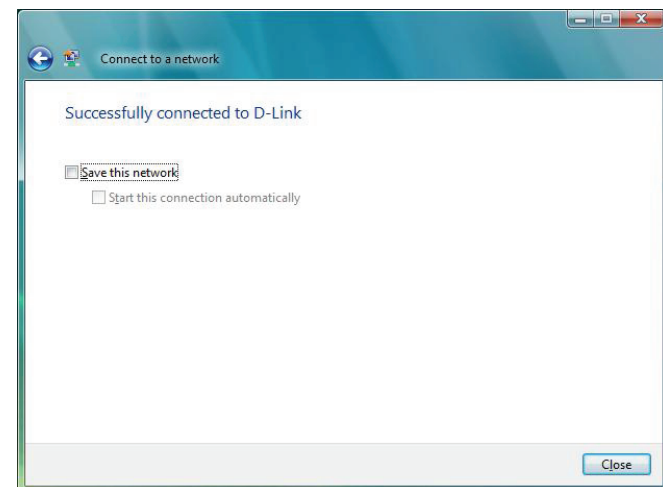 Connect to a network
Successfully connected to D-Link
Save this network
Start this connection automatically
Close